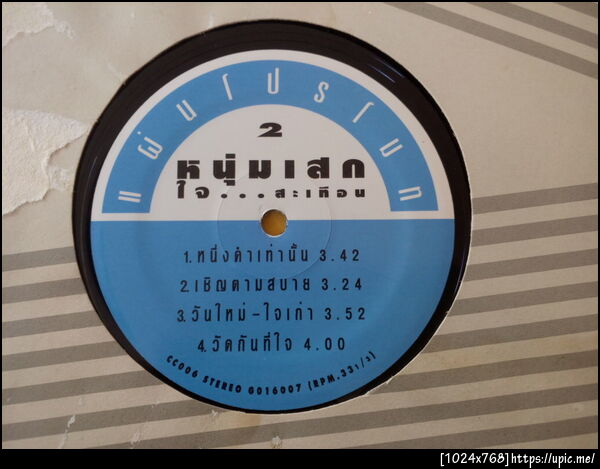 แผ่นโปรโมท
2
หนุ่มเสก
ใจ...สะเทือน
1.หนึ่งคำเท่านั้น 3.42
2.เชิญตามสบาย 3.24
3.วันใหม่-ใจเก่า 3.52
4.วัดกันที่ใจ 4.00
CC006 STEREO G016007 (RPM.331/3)
[1024x768]https://upic.me/